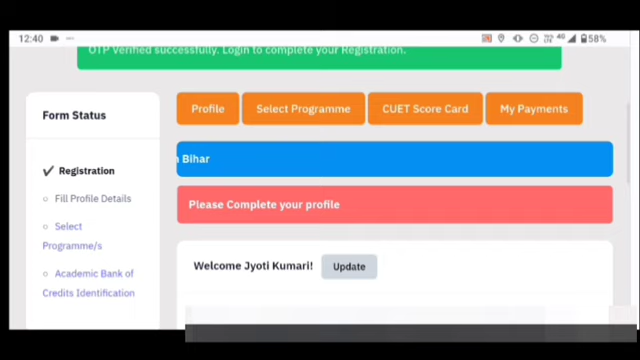 12:40
4G
58%
OTP Verified successfully. Login to complete your Registration.
Form Status
Profile
Select Programme
CUET Score Card
My Payments
Bihar
Registration
Please Complete your profile
Fill Profile Details
Select
Programme/s
Welcome Jyoti Kumari!
Update
Academic Bank of
Credits Identification